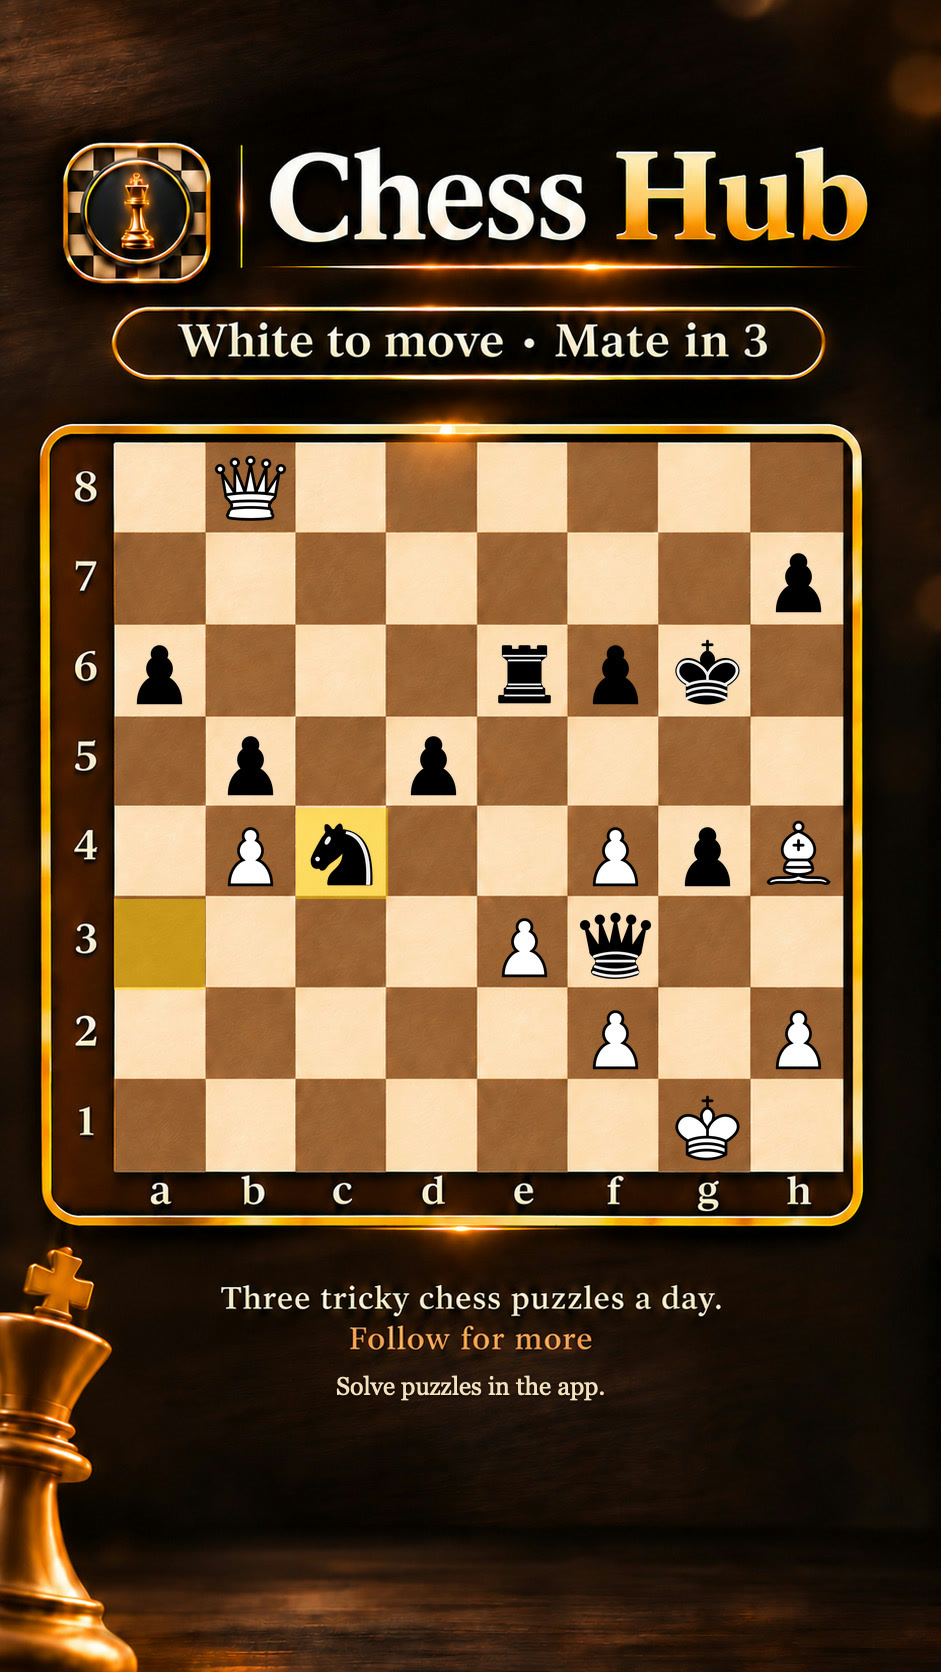 Chess Hub
White to move • Mate in 3
8
7
6
5
4
3
2
1
a b c d e f g h
Three tricky chess puzzles a day.
Follow for more
Solve puzzles in the app.